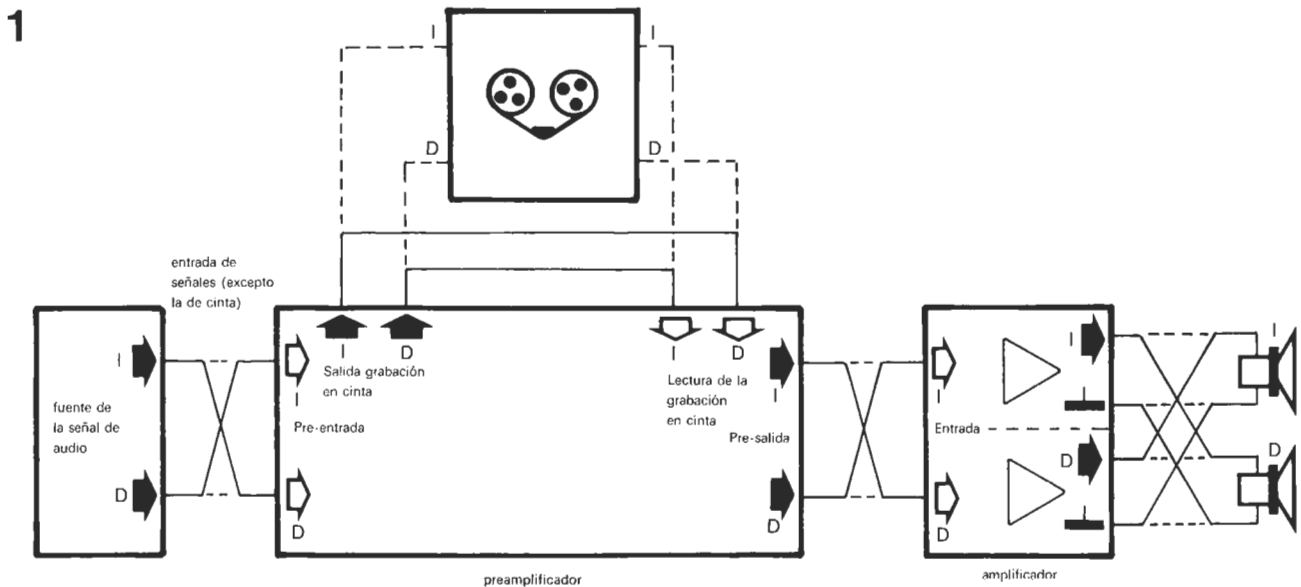 1
I
I
D
D
entrada de
señales (excepto
la de cinta)
I
D
I
D
Salida grabación
en cinta
Lectura de la
grabación
en cinta
I
I
I
I
I
fuente de
la señal de
audio
Pre-entrada
Pre-salida
Entrada
D
D
D
D
D
D
D
preamplificador
amplificador